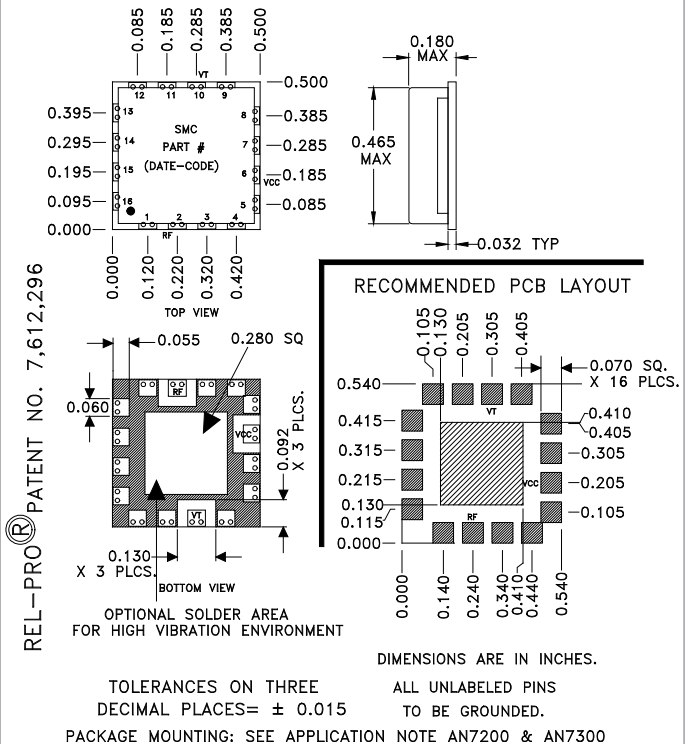 0.085
0.185
0.285
0.385
0.500
VT
12 11 10 9
0.500
0.395
13
8
0.385
SMC
PART #
(DATE-CODE)
0.295
14
7
0.285
0.195
15
6
0.185
VCC
0.095
16
5
0.085
0.000
1 2 3 4
RF
0.000
0.120
0.220
0.320
0.420
TOP VIEW
0.180
MAX
0.465
MAX
0.032 TYP
REL-PRO® PATENT NO. 7,612,296
0.055
0.280 SQ
0.060
RF
VCC
0.092
X 3 PLCS.
VT
0.130
X 3 PLCS.
BOTTOM VIEW
OPTIONAL SOLDER AREA
FOR HIGH VIBRATION ENVIRONMENT
RECOMMENDED PCB LAYOUT
0.105
0.130
0.205
0.305
0.405
0.070 SQ.
X 16 PLCS.
0.540
VT
0.415
0.410
0.405
0.315
0.305
0.215
VCC
0.205
0.130
0.115
0.105
RF
0.000
0.000
0.140
0.240
0.340
0.410
0.440
0.540
DIMENSIONS ARE IN INCHES.
TOLERANCES ON THREE
DECIMAL PLACES= ± 0.015
ALL UNLABELED PINS
TO BE GROUNDED.
PACKAGE MOUNTING: SEE APPLICATION NOTE AN7200 & AN7300